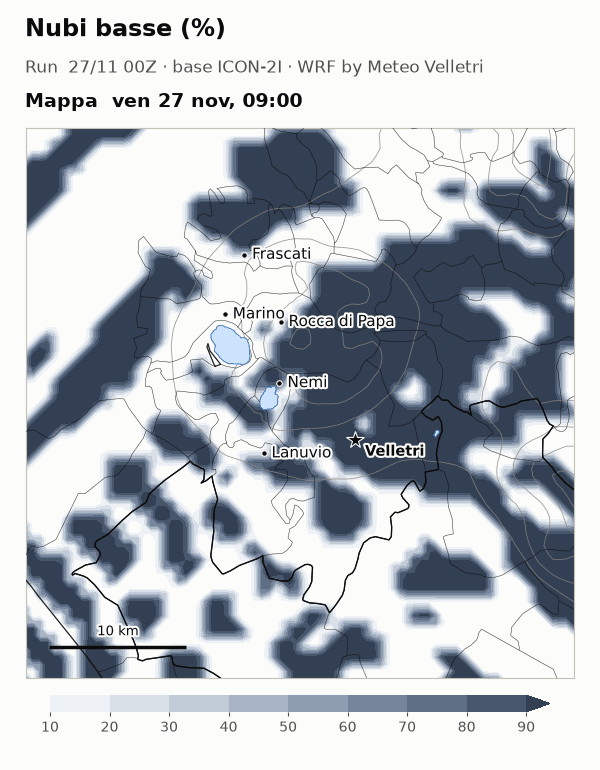 Nubi basse (%)
Run  27/11 00Z · base ICON-2I · WRF by Meteo Velletri
Mappa  ven 27 nov, 09:00
Frascati
Marino
Rocca di Papa
Nemi
Velletri
Lanuvio
10 km
10 20 30 40 50 60 70 80 90